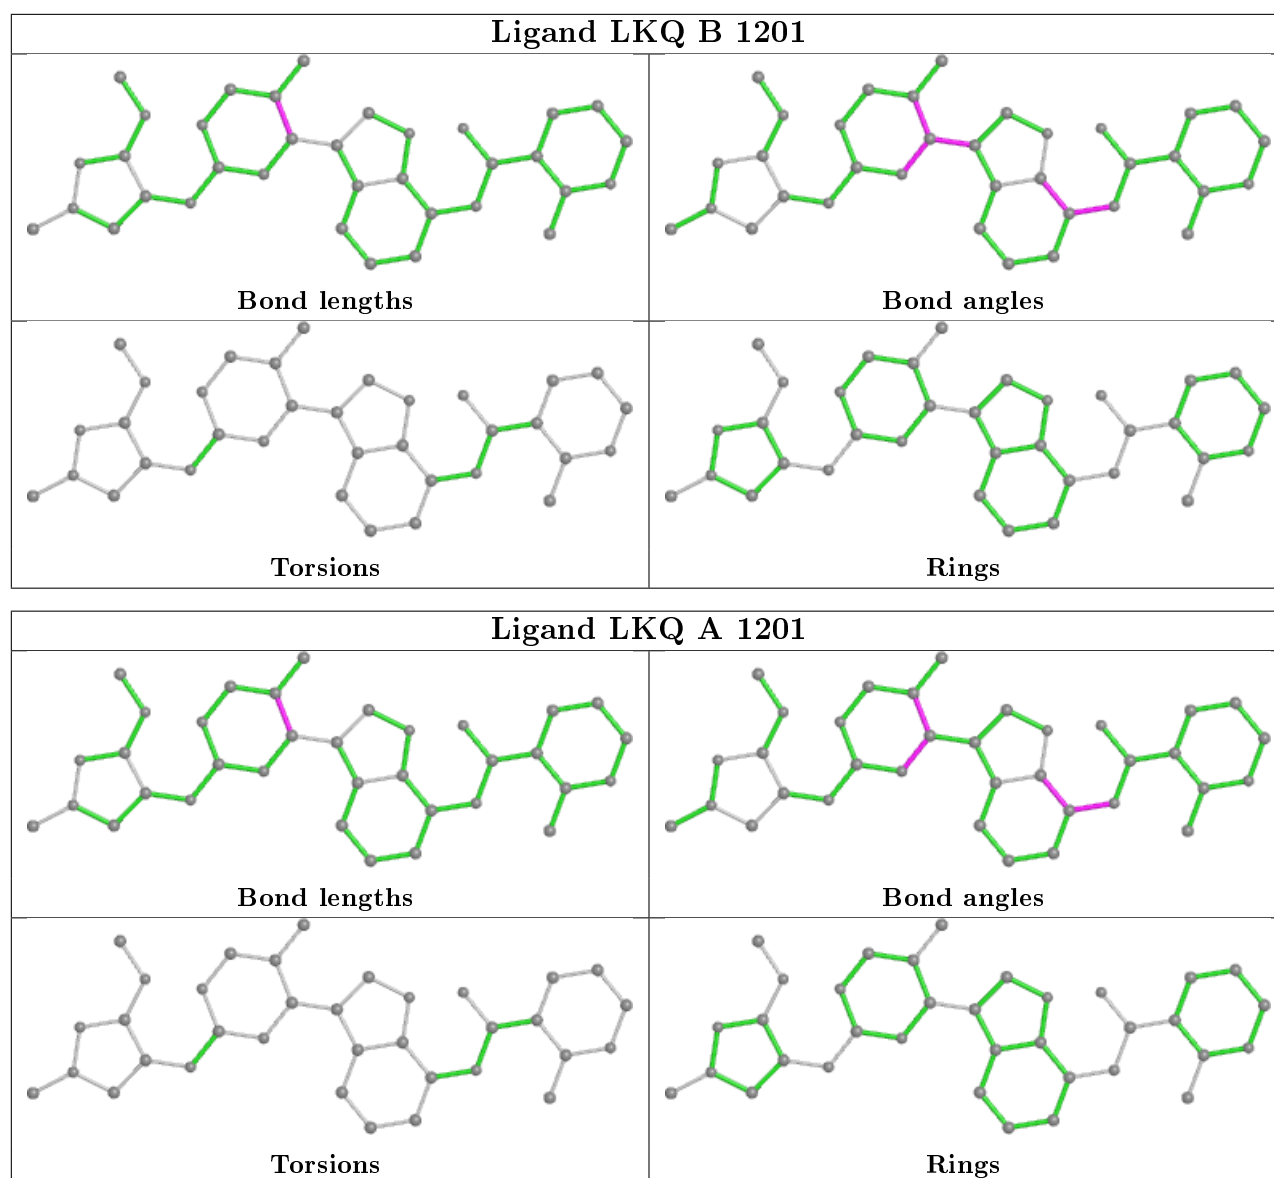 Ligand LKQ B 1201
Bond lengths
Bond angles
Torsions
Rings
Ligand LKQ A 1201
Bond lengths
Bond angles
Torsions
Rings